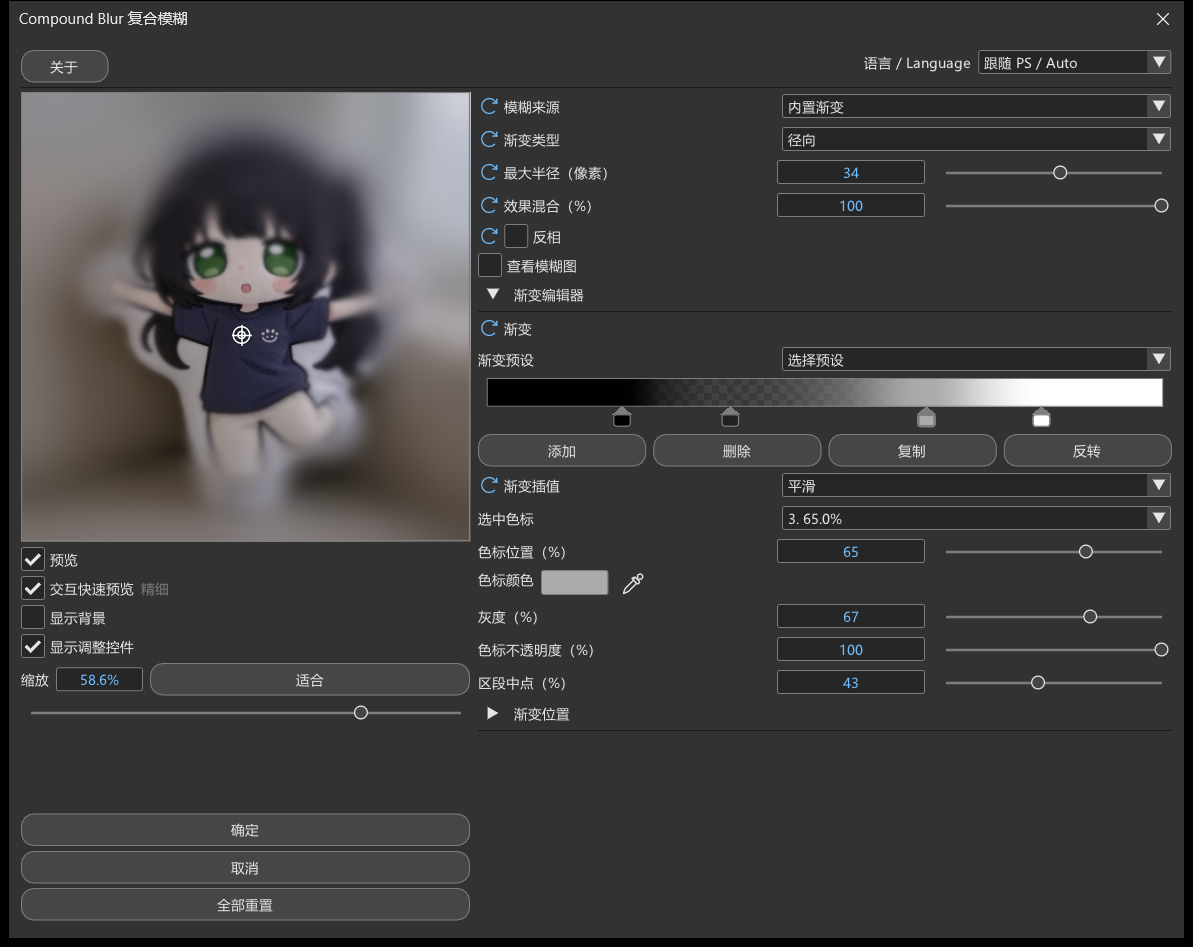 Compound Blur 复合模糊
关于
语言 / Language
跟随 PS / Auto
模糊来源
内置渐变
渐变类型
径向
最大半径（像素）
34
效果混合（%）
100
反相
查看模糊图
渐变编辑器
渐变
渐变预设
选择预设
添加
删除
复制
反转
渐变插值
平滑
选中色标
3. 65.0%
色标位置（%）
65
色标颜色
灰度（%）
67
色标不透明度（%）
100
区段中点（%）
43
渐变位置
预览
交互快速预览 精细
显示背景
显示调整控件
缩放
58.6%
适合
确定
取消
全部重置